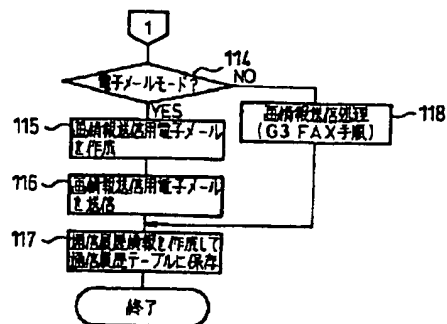 1
電子メールモード?
114
NO
YES
115
画情報送信用電子メール
を作成
画情報送信処理
(G3 FAX手順)
118
116
画情報送信用電子メール
を送信
117
通信履歴情報を作成して
通信履歴テーブルに保存
終了